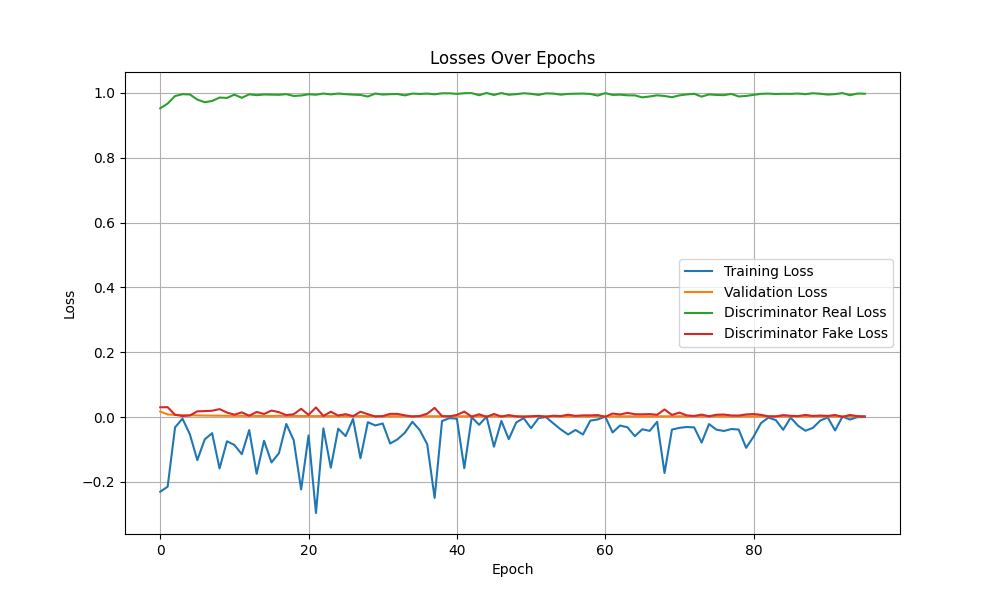 Losses Over Epochs
1.0
0.8
0.6
0.4
0.2
0.0
−0.2
Loss
Training Loss
Validation Loss
Discriminator Real Loss
Discriminator Fake Loss
0 20 40 60 80
Epoch